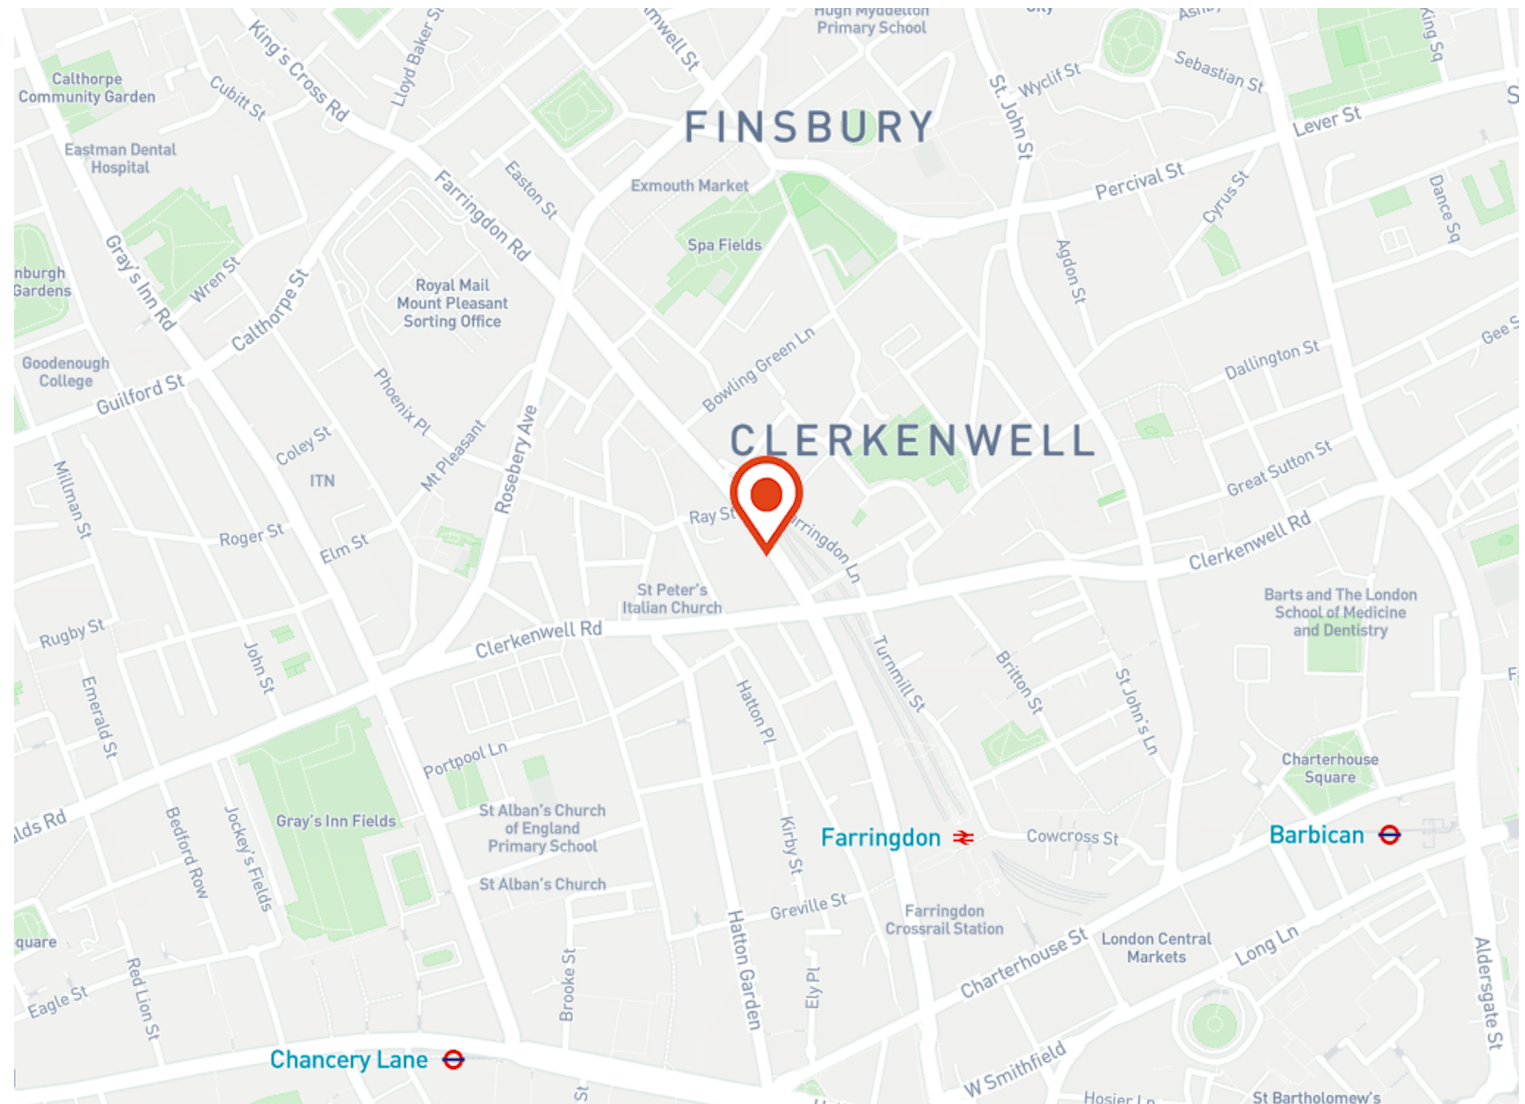 Hugh Myddelton
Primary School
City
King Sq
King's Cross Rd
Lloyd Baker St
Sebastian St
Wyclif St
Calthorpe
Community Garden
Cubitt St
St. John St
Lever St
FINSBURY
Eastman Dental
Hospital
Easton St
Exmouth Market
Percival St
Cyrus St
Dance Sq
Farringdon Rd
Spa Fields
Agdon St
Gray's Inn Rd
Wren St
Gardens
Royal Mail
Mount Pleasant
Sorting Office
Calthorpe St
Bowling Green Ln
Dallington St
Goodenough
College
Guilford St
Phoenix Pl
Rosebery Ave
CLERKENWELL
Coley St
Mt Pleasant
ITN
Great Sutton St
Millman St
Ray St
Farringdon Ln
Roger St
Elm St
Clerkenwell Rd
St Peter's
Italian Church
Barts and The London
School of Medicine
and Dentistry
Rugby St
Clerkenwell Rd
John St
Turnmill St
Britton St
St John's Ln
Emerald St
Hatton Pl
Portpool Ln
Charterhouse
Square
Gray's Inn Fields
St Alban's Church
of England
Primary School
Bedford Row
Jockey's Fields
Kirby St
Farringdon
Cowcross St
Barbican
St Alban's Church
Greville St
Farringdon
Crossrail Station
Hatton Garden
London Central
Markets
Long Ln
Charterhouse St
Aldersgate St
Eagle St
Red Lion St
Brooke St
Ely Pl
Chancery Lane
W Smithfield
Hosier Ln
St Bartholomew's